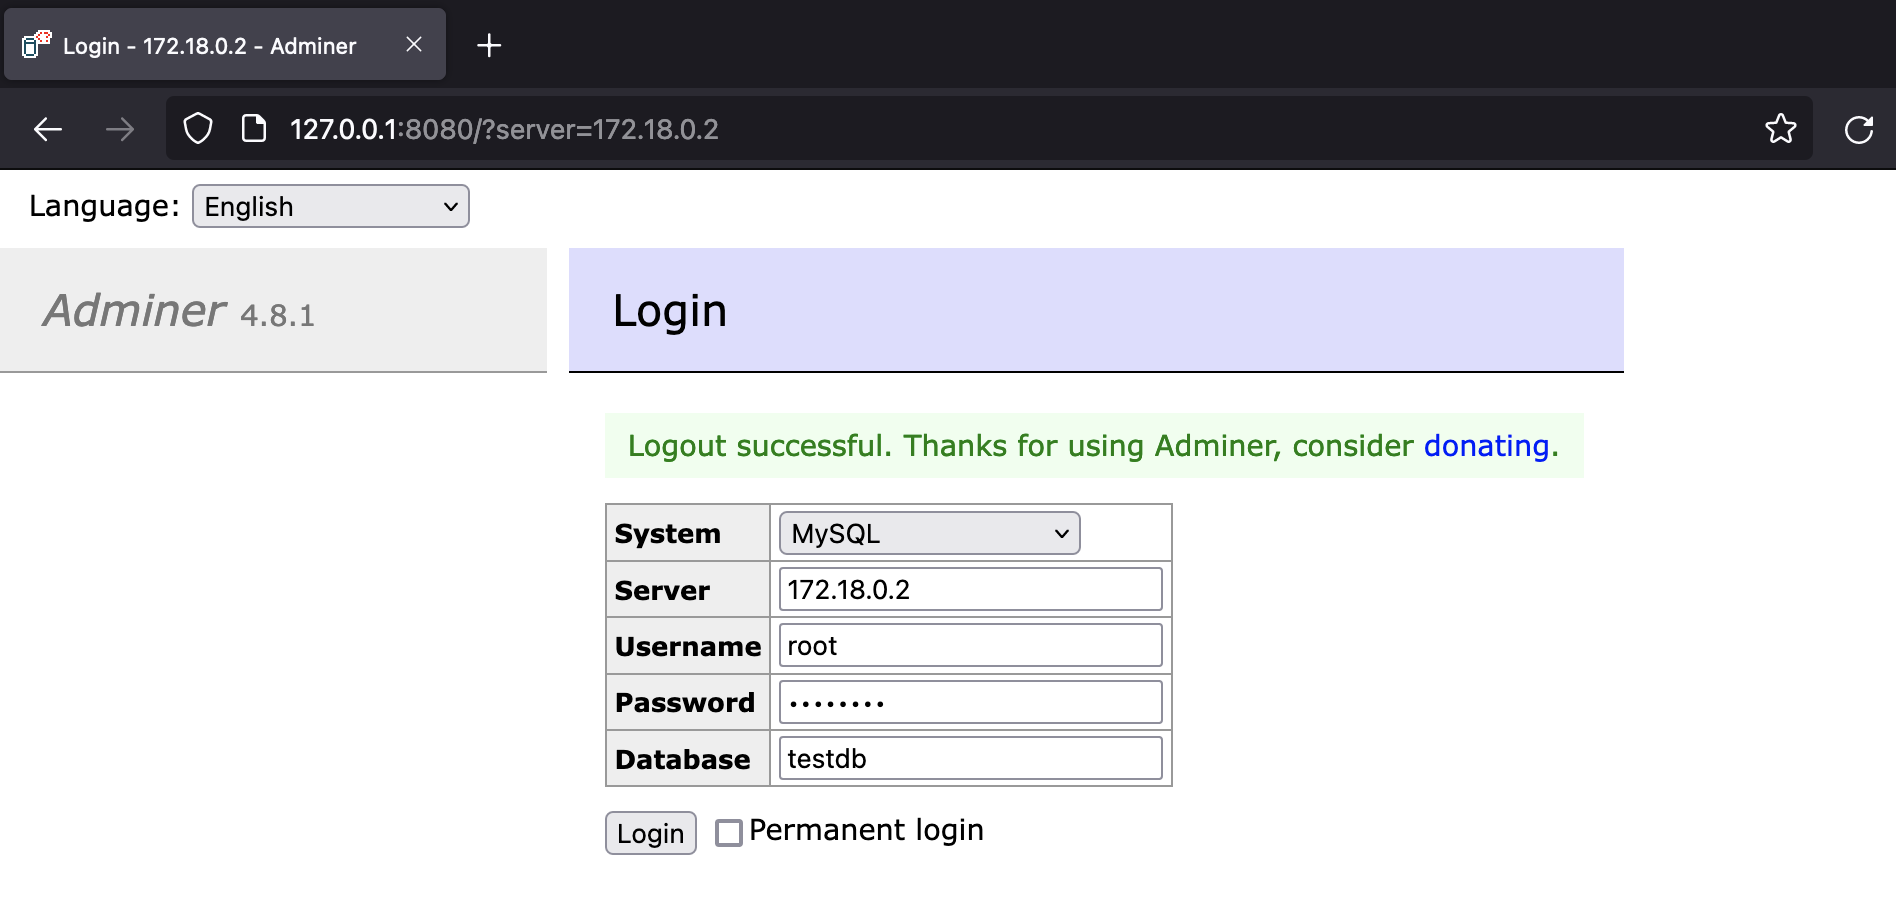 Login - 172.18.0.2 - Adminer
127.0.0.1:8080/?server=172.18.0.2
Language: English
Adminer 4.8.1
Login
Logout successful. Thanks for using Adminer, consider donating.
System MySQL
Server 172.18.0.2
Username root
Password ••••••••
Database testdb
Login Permanent login